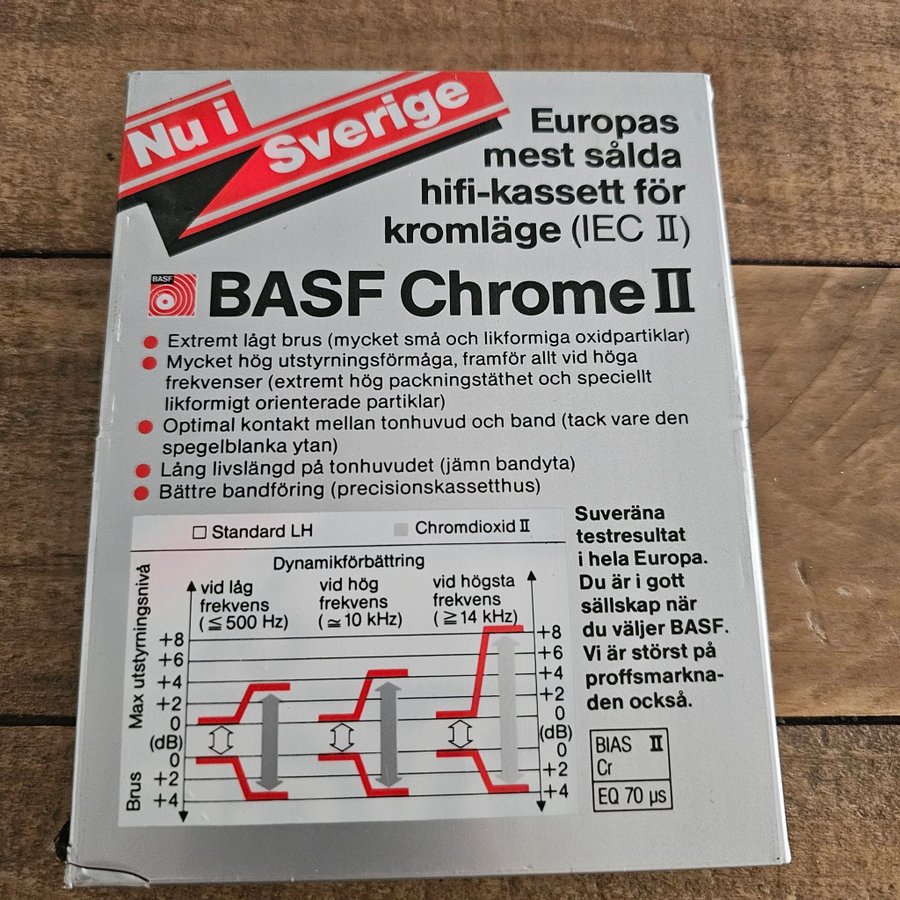 Nu i Sverige
Europas
mest sålda
hifi-kassett för
kromläge (IEC II)
BASF
BASF Chrome II
Extremt lågt brus (mycket små och likformiga oxidpartiklar)
Mycket hög utstyrningsförmåga, framför allt vid höga
frekvenser (extremt hög packningstäthet och speciellt
likformigt orienterade partiklar)
Optimal kontakt mellan tonhuvud och band (tack vare den
spegelblanka ytan)
Lång livslängd på tonhuvudet (jämn bandyta)
Bättre bandföring (precisionskassetthus)
Standard LH
Chromdioxid II
Dynamikförbättring
vid låg
frekvens
(≤ 500 Hz)
vid hög
frekvens
(≃ 10 kHz)
vid högsta
frekvens
(≥ 14 kHz)
Max utstyrningsnivå
+8
+6
+4
+2
0
(dB)
0
+2
+4
Brus
+8
+6
+4
+2
0
(dB)
0
+2
+4
Suveräna
testresultat
i hela Europa.
Du är i gott
sällskap när
du väljer BASF.
Vi är störst på
proffsmarkna-
den också.
BIAS II
Cr
EQ 70 µs